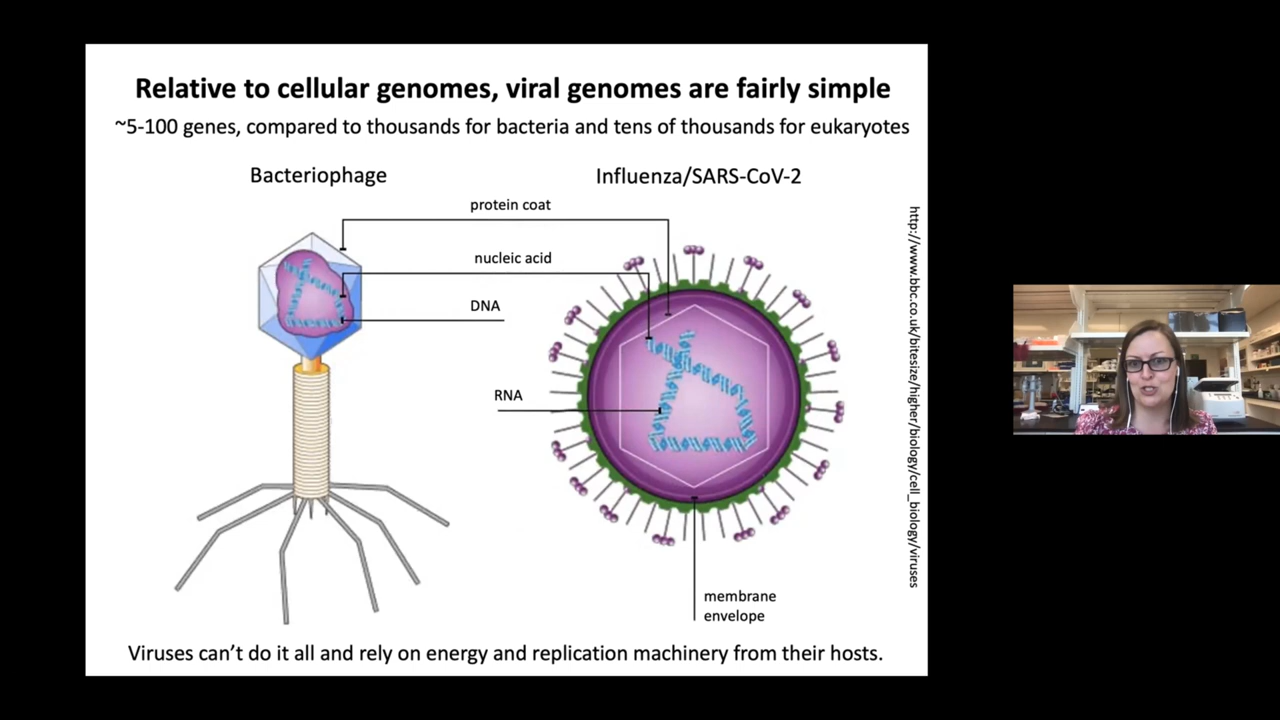 Relative to cellular genomes, viral genomes are fairly simple
~5-100 genes, compared to thousands for bacteria and tens of thousands for eukaryotes
Bacteriophage
Influenza/SARS-CoV-2
protein coat
nucleic acid
DNA
RNA
membrane
envelope
http://www.bbc.co.uk/bitesize/higher/biology/cell_biology/viruses
Viruses can’t do it all and rely on energy and replication machinery from their hosts.